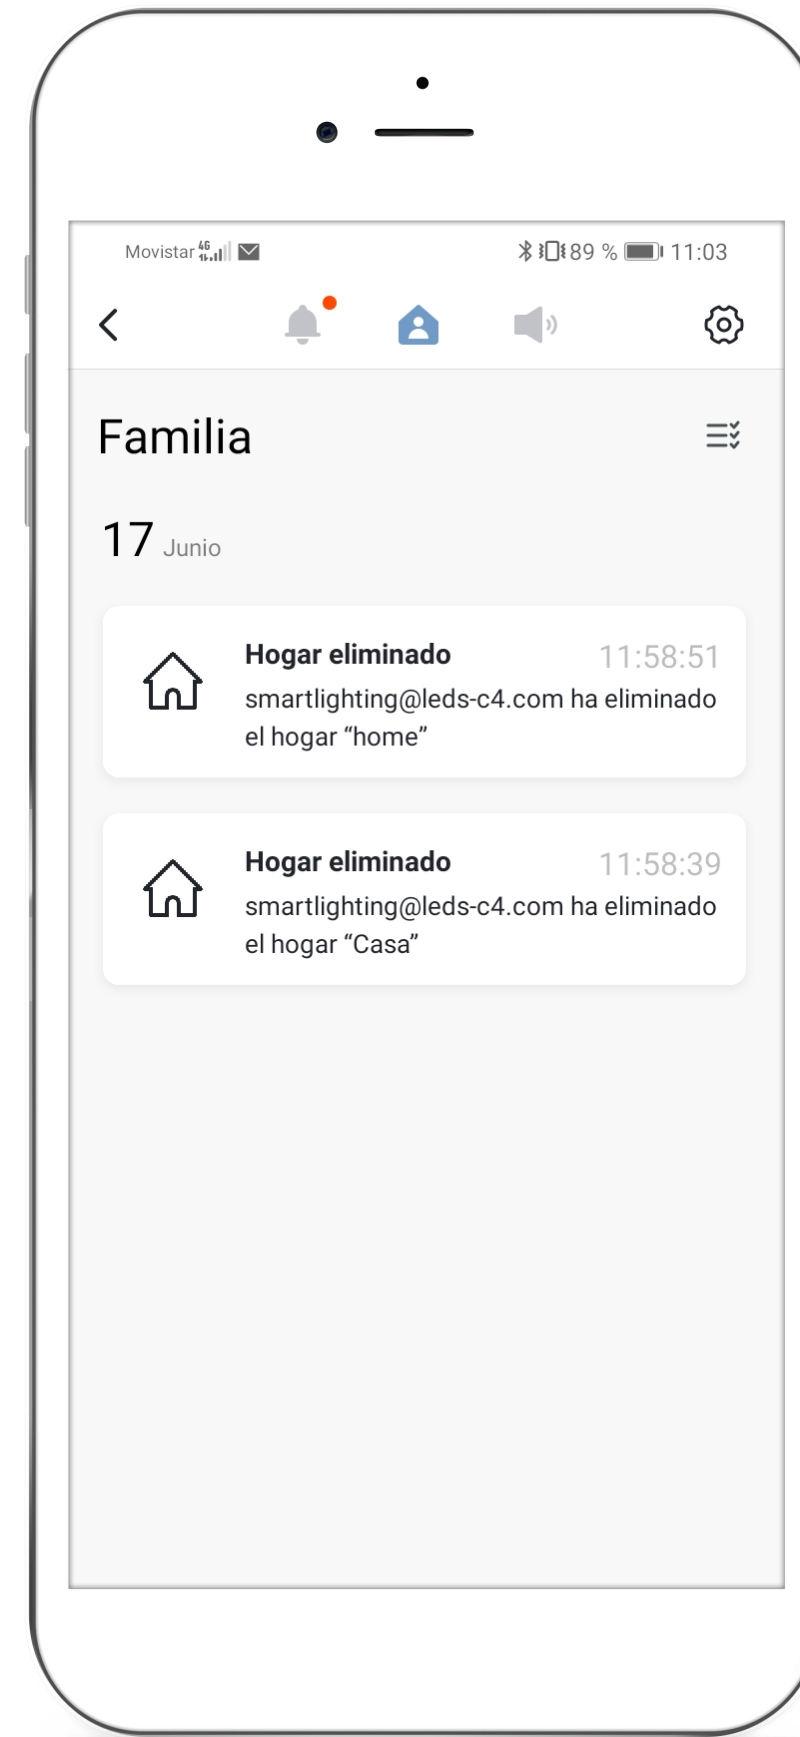 Movistar 4G 89 % 11:03
Familia
17 Junio
Hogar eliminado 11:58:51
smartlighting@leds-c4.com ha eliminado
el hogar “home”
Hogar eliminado 11:58:39
smartlighting@leds-c4.com ha eliminado
el hogar “Casa”